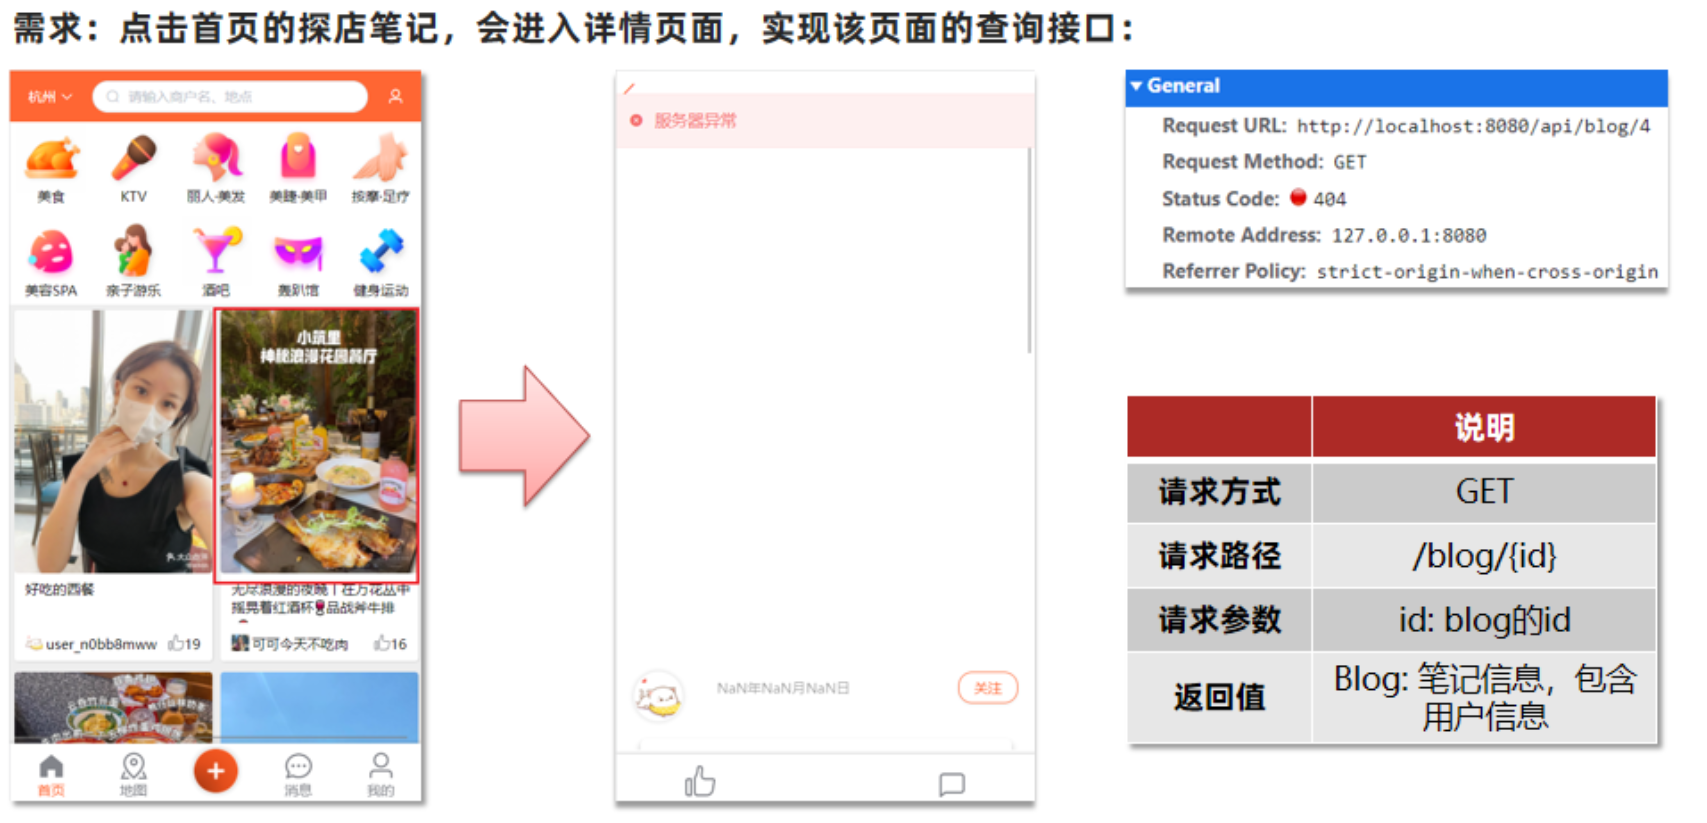 需求：点击首页的探店笔记，会进入详情页面，实现该页面的查询接口：
杭州
请输入商户名、地点
美食
KTV
丽人·美发
美睫·美甲
按摩·足疗
美容SPA
亲子游乐
酒吧
轰趴馆
健身运动
小筑里
神秘浪漫花园餐厅
好吃的西餐
user_n0bb8mww
19
无尽浪漫的夜晚丨在万花丛中
摇晃着红酒杯🍷品战斧牛排
可可今天不吃肉
16
首页
地图
消息
我的
服务器异常
NaN年NaN月NaN日
关注
General
Request URL: http://localhost:8080/api/blog/4
Request Method: GET
Status Code: 404
Remote Address: 127.0.0.1:8080
Referrer Policy: strict-origin-when-cross-origin
说明
请求方式
GET
请求路径
/blog/{id}
请求参数
id: blog的id
返回值
Blog: 笔记信息，包含
用户信息